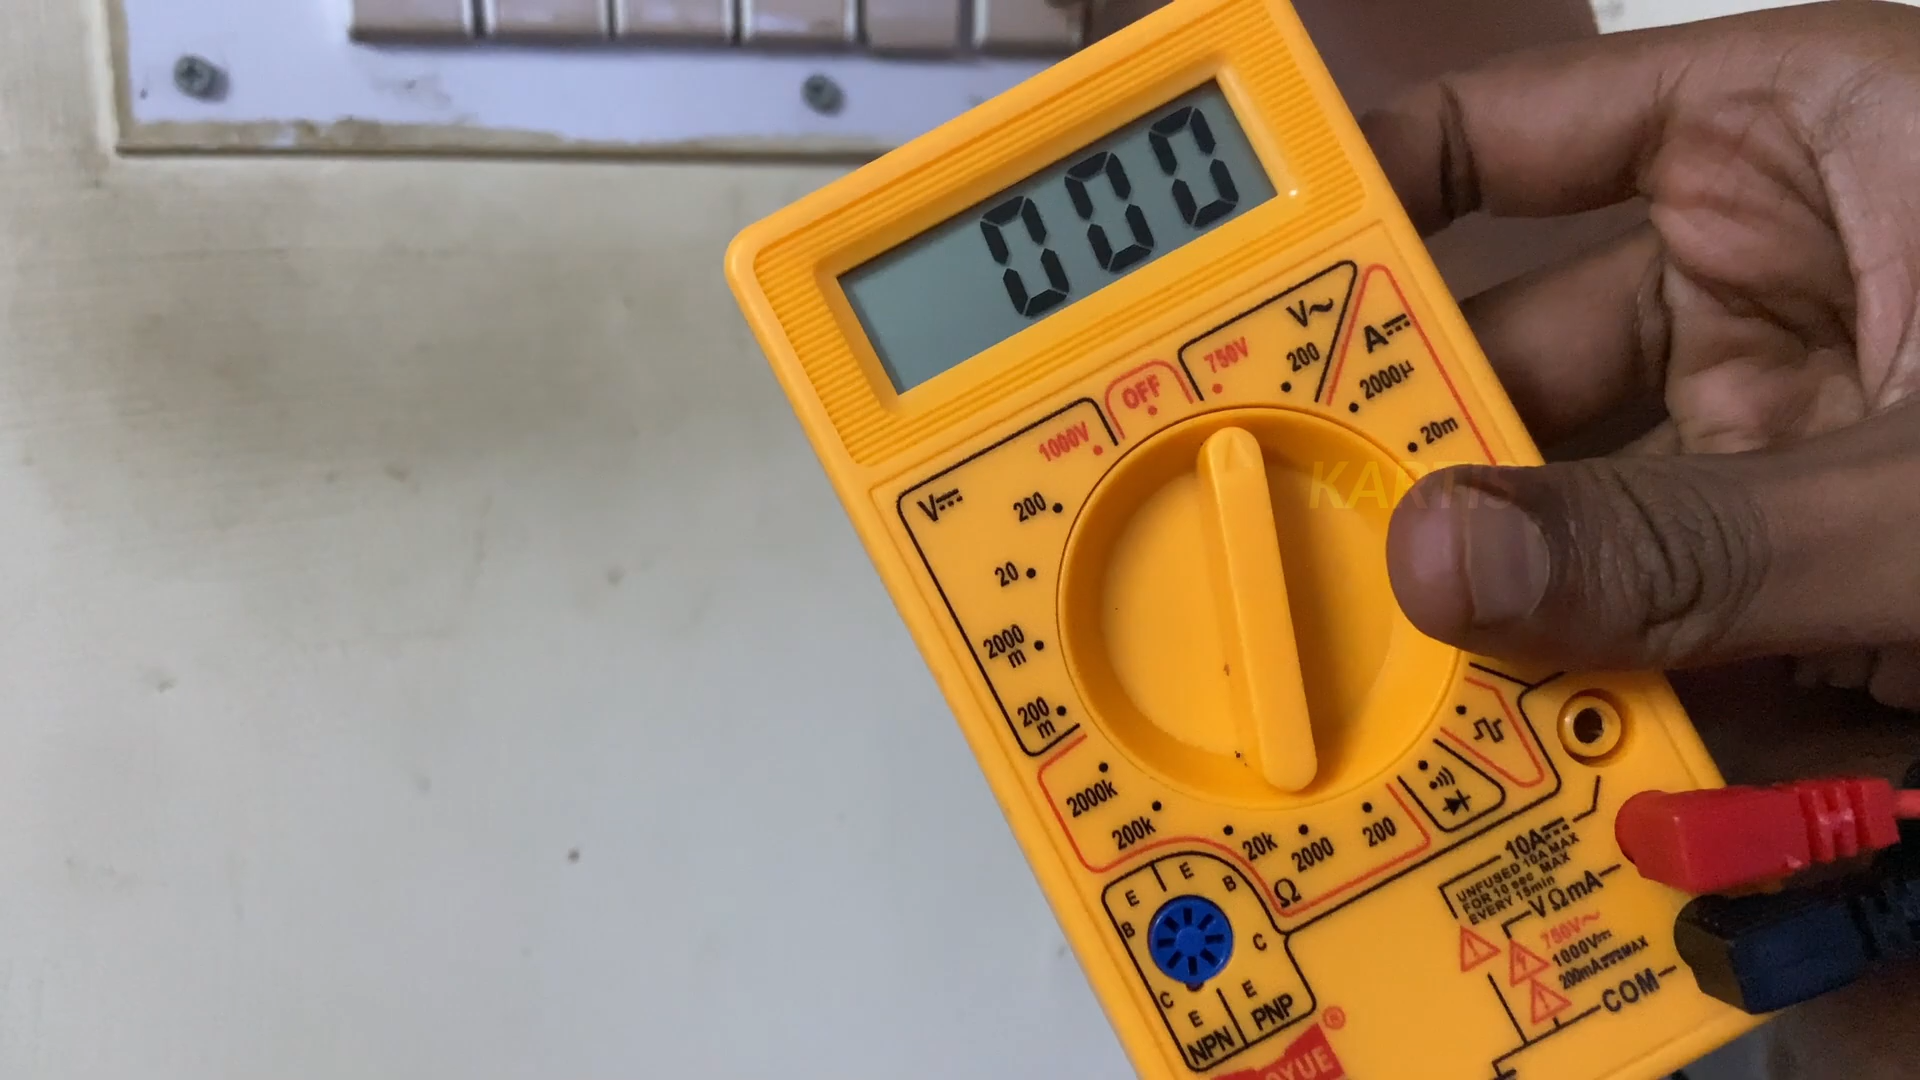 000
V~
750V
200
OFF
A⎓
2000µ
20m
1000V
V⎓
200
20
2000
m
200
m
2000k
200k
20k
2000
200
Ω
10A⎓
UNFUSED 10A MAX
FOR 10 sec MAX
EVERY 15min
VΩmA
750V~
1000V⎓
200mA⎓MAX
COM
E
E
B
B
C
C
E
E
NPN
PNP
®